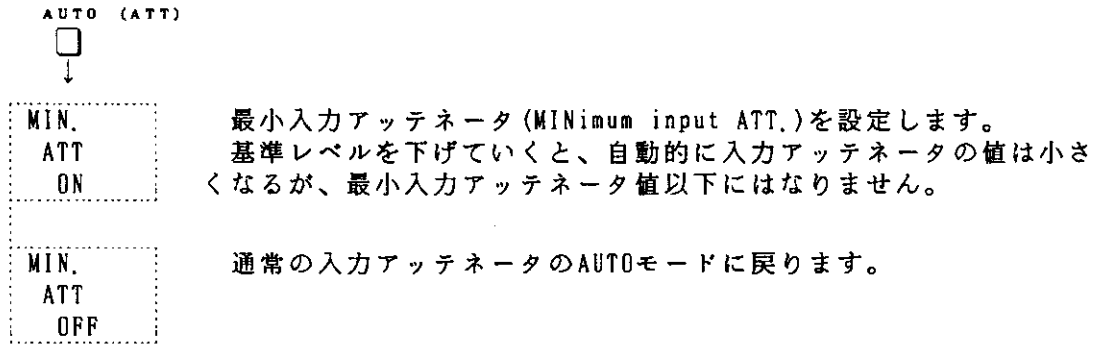 AUTO (ATT)
MIN.
ATT
ON
最小入力アッテネータ(MINimum input ATT.)を設定します。
基準レベルを下げていくと、自動的に入力アッテネータの値は小さ
くなるが、最小入力アッテネータ値以下にはなりません。
MIN.
ATT
OFF
通常の入力アッテネータのAUTOモードに戻ります。